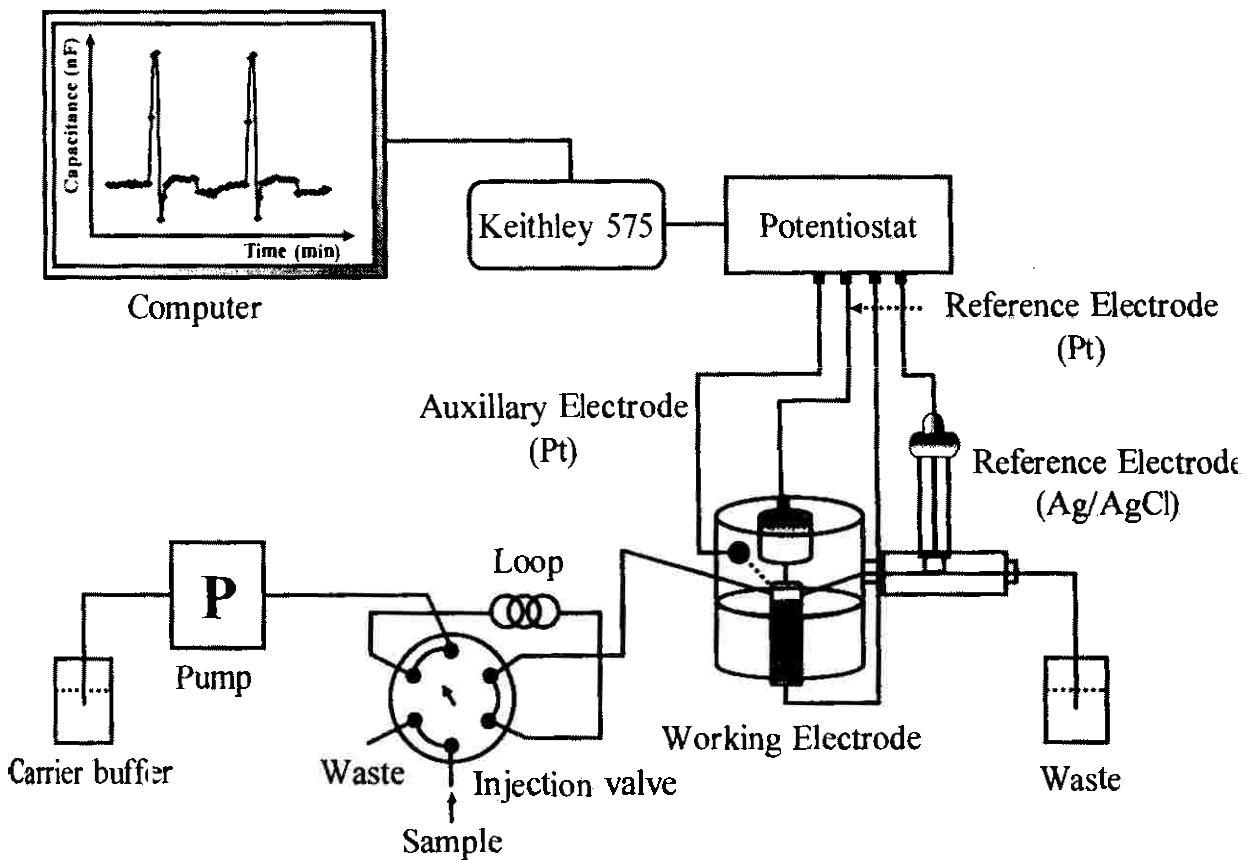 Capacitance (nF)
Time (min)
Computer
Keithley 575
Potentiostat
Reference Electrode
(Pt)
Auxillary Electrode
(Pt)
Reference Electrode
(Ag/AgCl)
Loop
P
Pump
Carrier buffer
Waste
Injection valve
Sample
Working Electrode
Waste